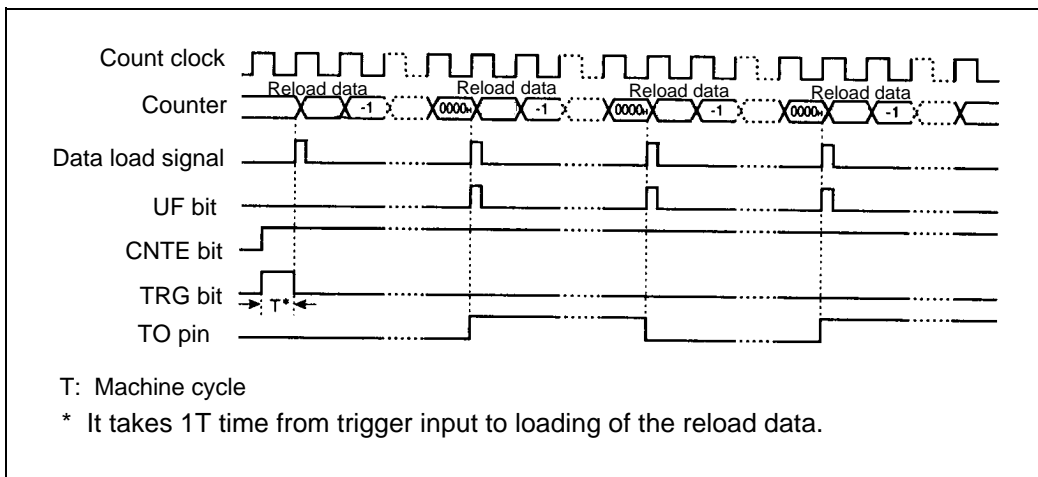 Count clock
Reload data Reload data Reload data Reload data
Counter -1 0000H -1 0000H -1 0000H -1
Data load signal
UF bit
CNTE bit
TRG bit
T*
TO pin
T: Machine cycle
* It takes 1T time from trigger input to loading of the reload data.